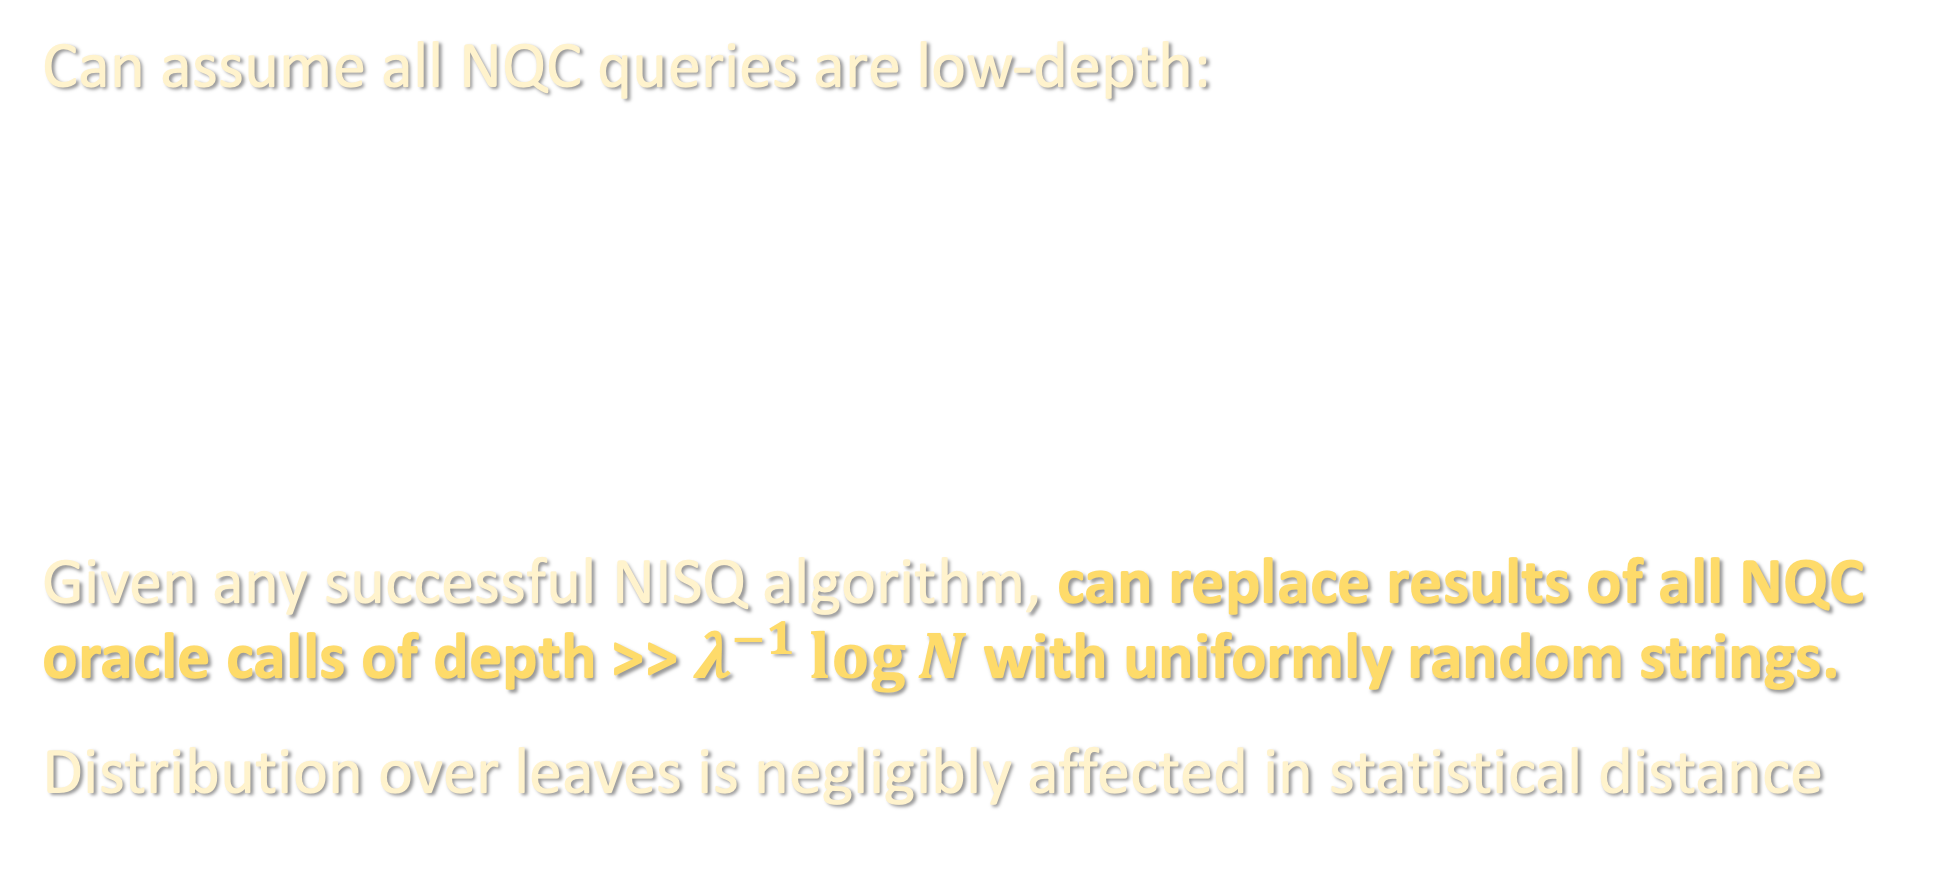 Can assume all NQC queries are low-depth:
Given any successful NISQ algorithm, can replace results of all NQC
oracle calls of depth >> λ⁻¹ log N with uniformly random strings.
Distribution over leaves is negligibly affected in statistical distance